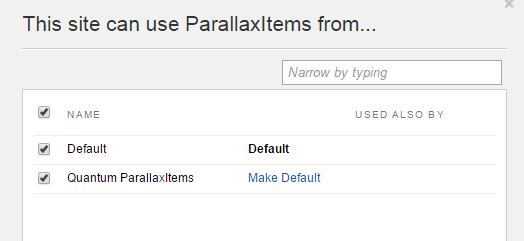 This site can use ParallaxItems from...
Narrow by typing
NAME USED ALSO BY
Default Default
Quantum ParallaxItems Make Default